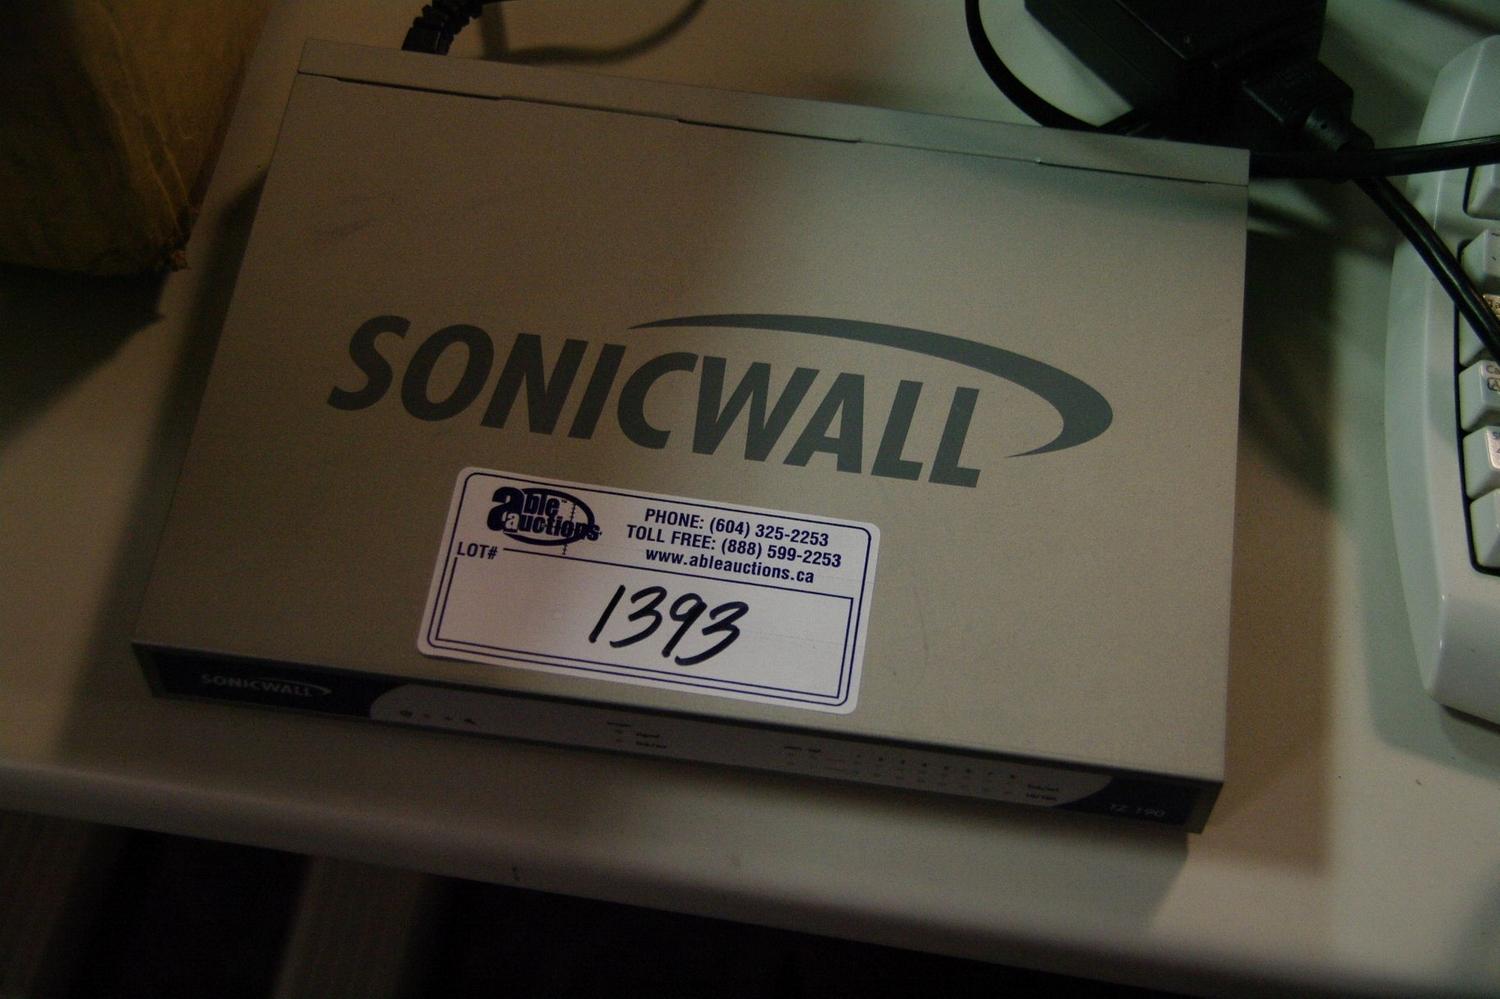 SONICWALL
able auctions
PHONE: (604) 325-2253
TOLL FREE: (888) 599-2253
www.ableauctions.ca
LOT#
1393
SONICWALL
TZ 190